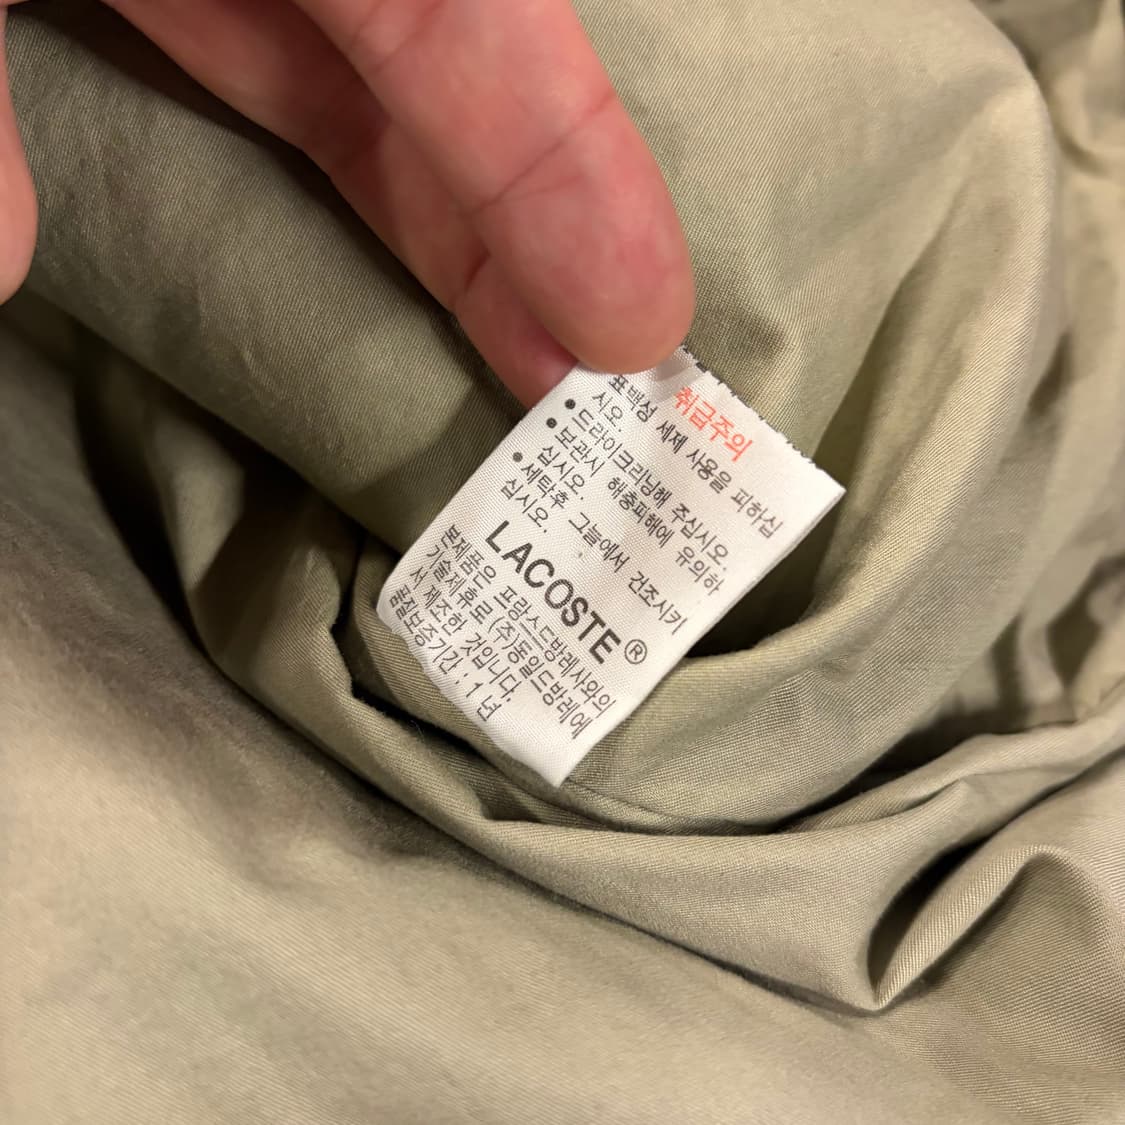 취급주의
표백성 세제 사용을 피하십
시오.
● 드라이크리닝해 주십시오.
● 보관시 해충피해에 유의하
십시오.
● 세탁후 그늘에서 건조시키
십시오.
LACOSTE®
본제품은 프랑스드방레사와의
기술제휴로 (주)동일드방레에
서 제조한 것입니다.
품질보증기간 : 1 년